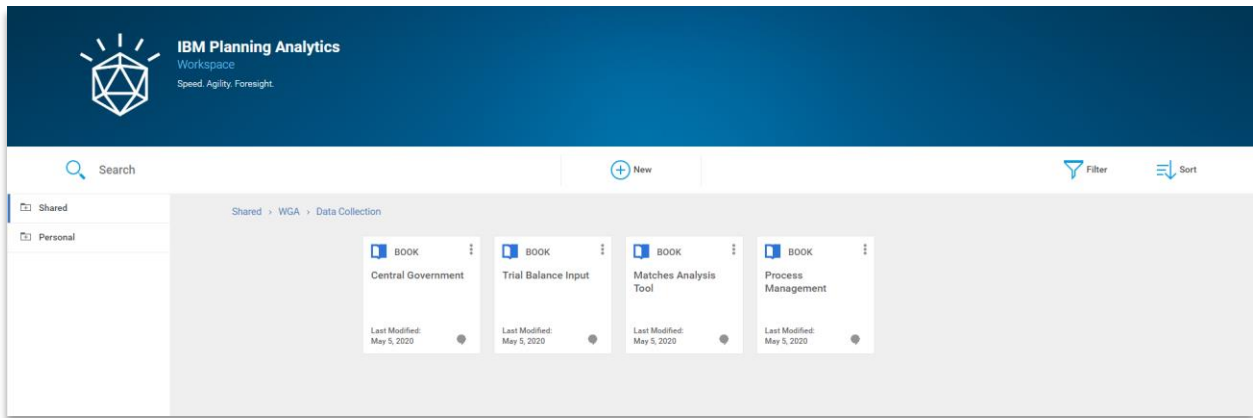 IBM Planning Analytics
Workspace
Speed. Agility. Foresight.
Search
New
Filter
Sort
Shared
Personal
Shared › WGA › Data Collection
BOOK
Central Government
Last Modified:
May 5, 2020
BOOK
Trial Balance Input
Last Modified:
May 5, 2020
BOOK
Matches Analysis
Tool
Last Modified:
May 5, 2020
BOOK
Process
Management
Last Modified:
May 5, 2020